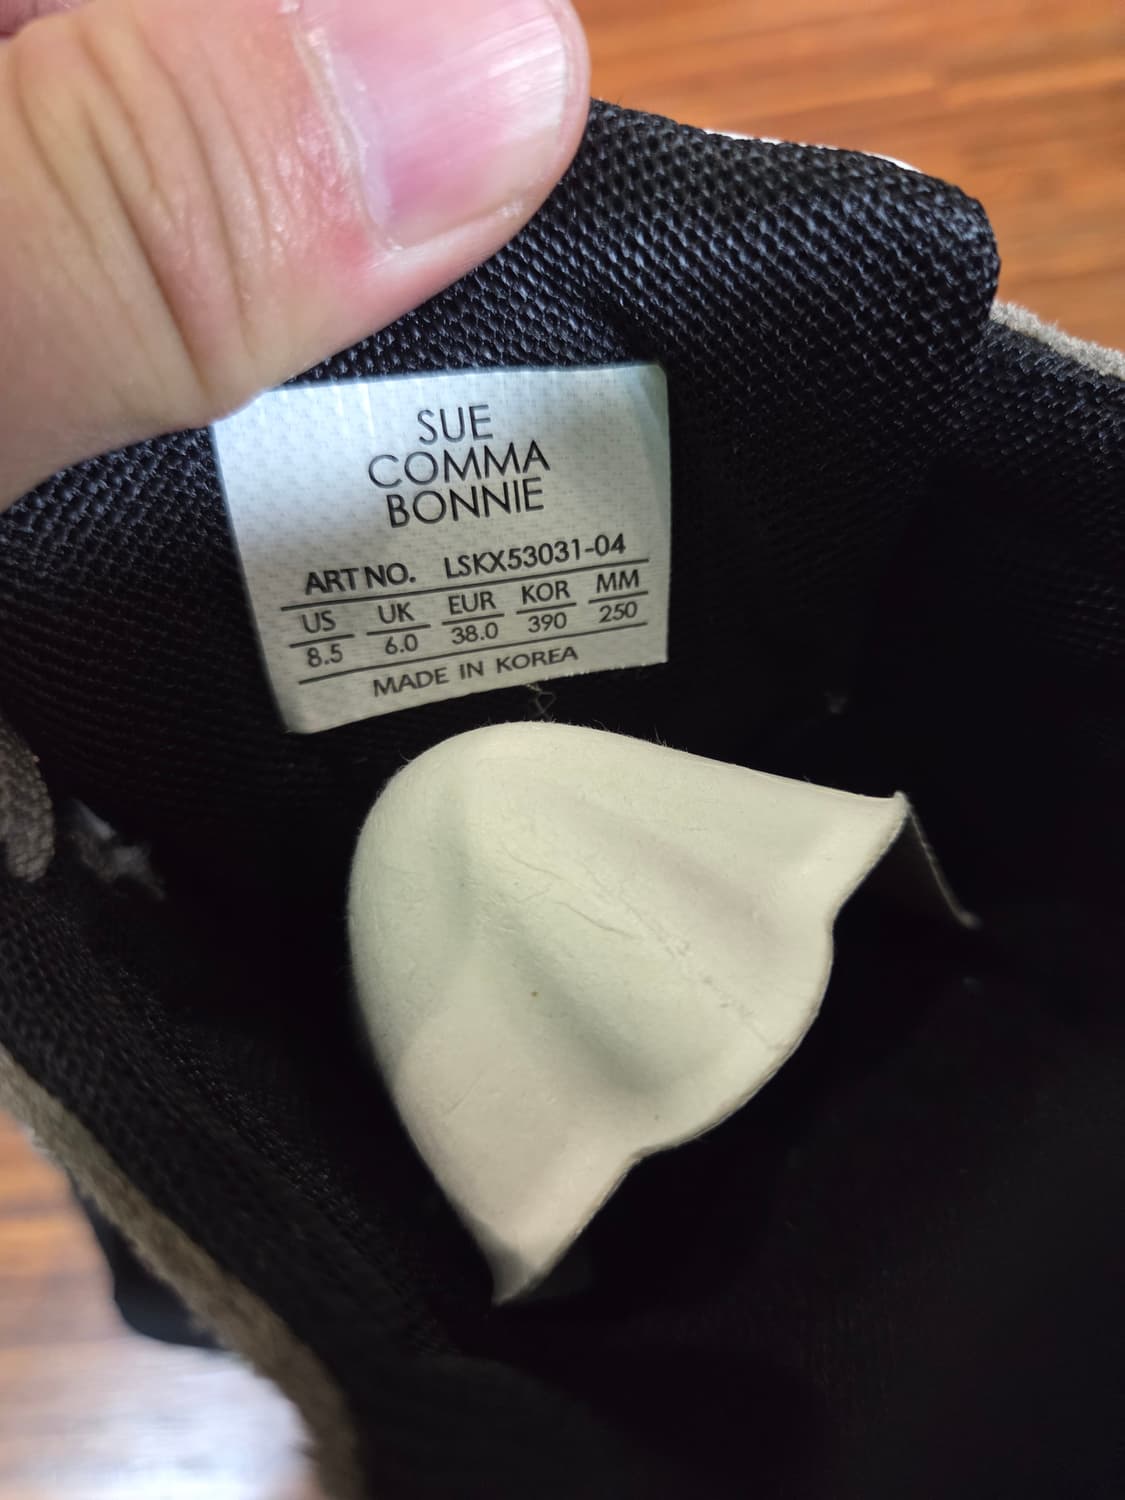 SUE
COMMA
BONNIE
ART NO. LSKX53031-04
US UK EUR KOR MM
8.5 6.0 38.0 390 250
MADE IN KOREA